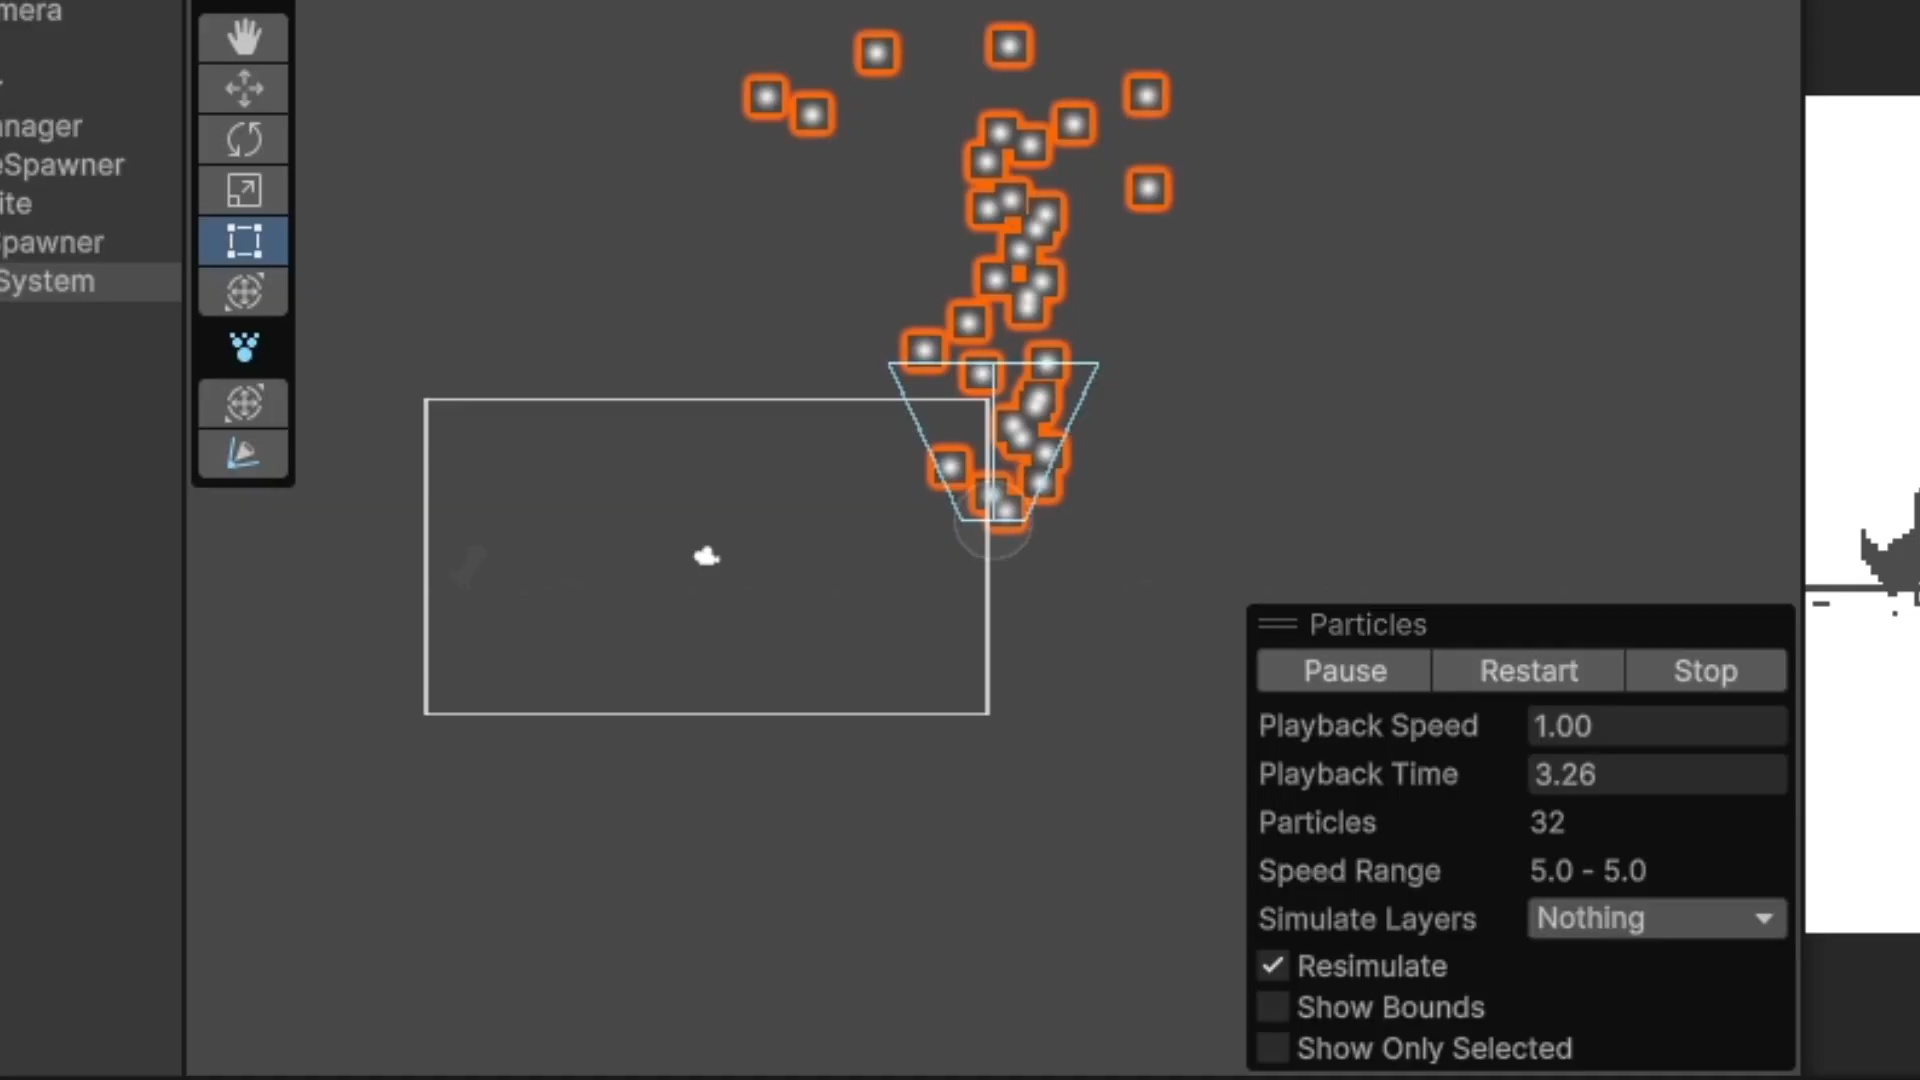 mera
nager
eSpawner
ite
Spawner
System
Particles
Pause Restart Stop
Playback Speed 1.00
Playback Time 3.26
Particles 32
Speed Range 5.0 - 5.0
Simulate Layers Nothing
Resimulate
Show Bounds
Show Only Selected